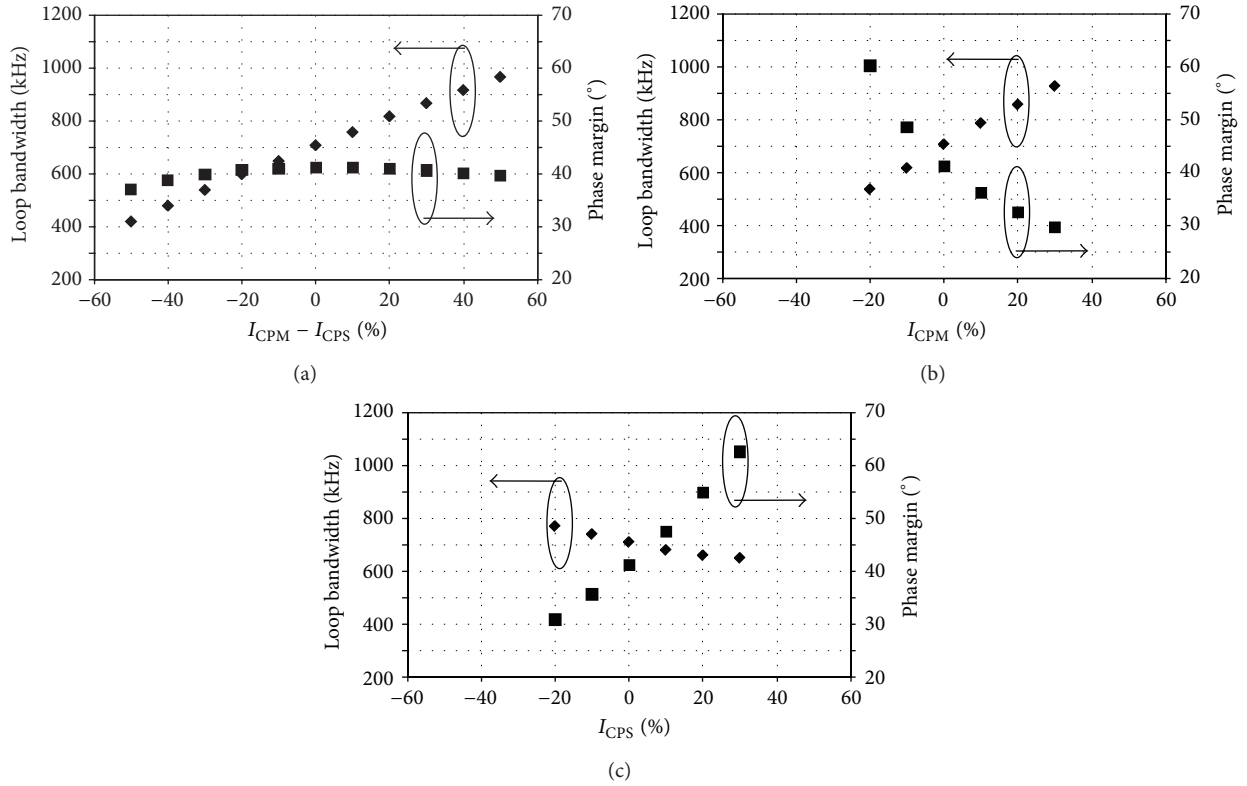 1200
1000
800
600
400
200
Loop bandwidth (kHz)
70
60
50
40
30
20
Phase margin (°)
−60 −40 −20 0 20 40 60
I_CPM − I_CPS (%)
(a)
1200
1000
800
600
400
200
Loop bandwidth (kHz)
70
60
50
40
30
20
Phase margin (°)
−60 −40 −20 0 20 40 60
I_CPM (%)
(b)
1200
1000
800
600
400
200
Loop bandwidth (kHz)
70
60
50
40
30
20
Phase margin (°)
−60 −40 −20 0 20 40 60
I_CPS (%)
(c)